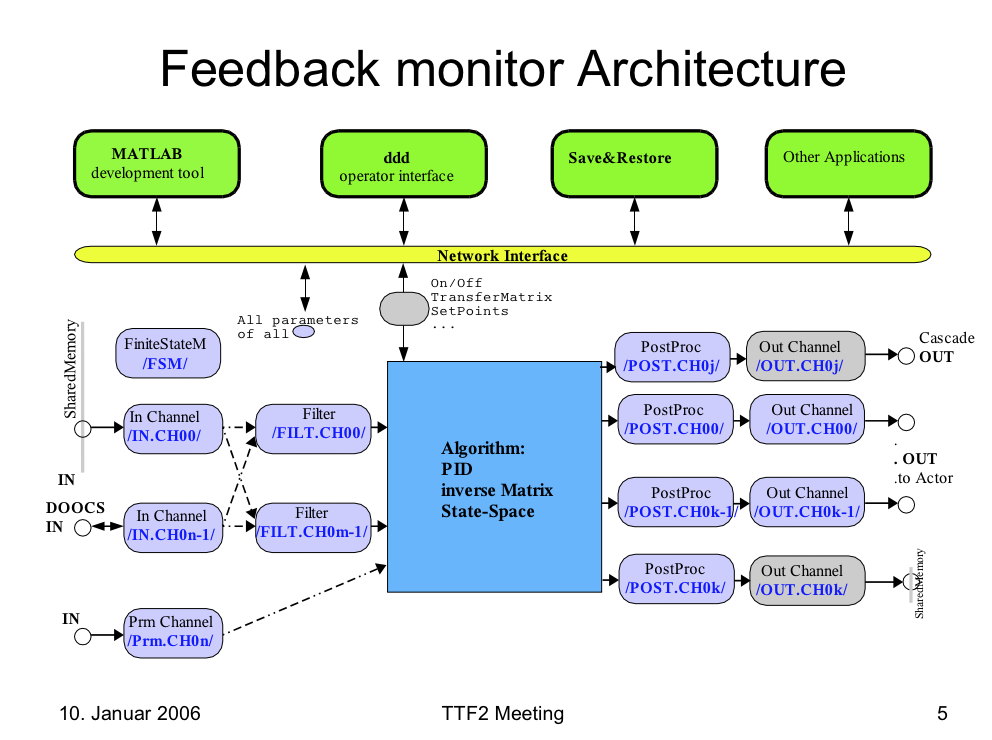 Feedback monitor Architecture
MATLAB
development tool
ddd
operator interface
Save&Restore
Other Applications
Network Interface
On/Off
TransferMatrix
SetPoints
...
All parameters
of all
SharedMemory
FiniteStateM
/FSM/
In Channel
/IN.CH00/
Filter
/FILT.CH00/
IN
DOOCS
IN
In Channel
/IN.CH0n-1/
Filter
/FILT.CH0m-1/
IN
Prm Channel
/Prm.CH0n/
Algorithm:
PID
inverse Matrix
State-Space
PostProc
/POST.CH0j/
Out Channel
/OUT.CH0j/
Cascade
OUT
PostProc
/POST.CH00/
Out Channel
/OUT.CH00/
.
. OUT
.to Actor
PostProc
/POST.CH0k-1/
Out Channel
/OUT.CH0k-1/
PostProc
/POST.CH0k/
Out Channel
/OUT.CH0k/
SharedMemory
10. Januar 2006
TTF2 Meeting
5